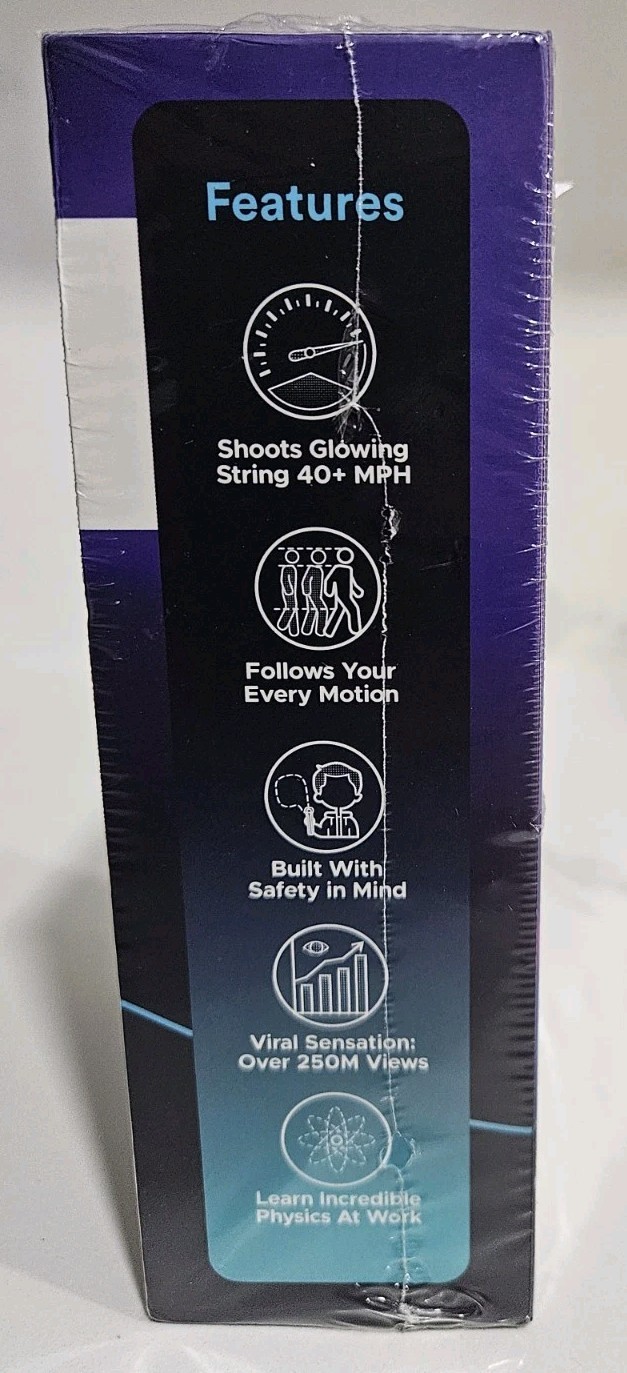 Features
Shoots Glowing
String 40+ MPH
Follows Your
Every Motion
Built With
Safety in Mind
Viral Sensation:
Over 250M Views
Learn Incredible
Physics At Work